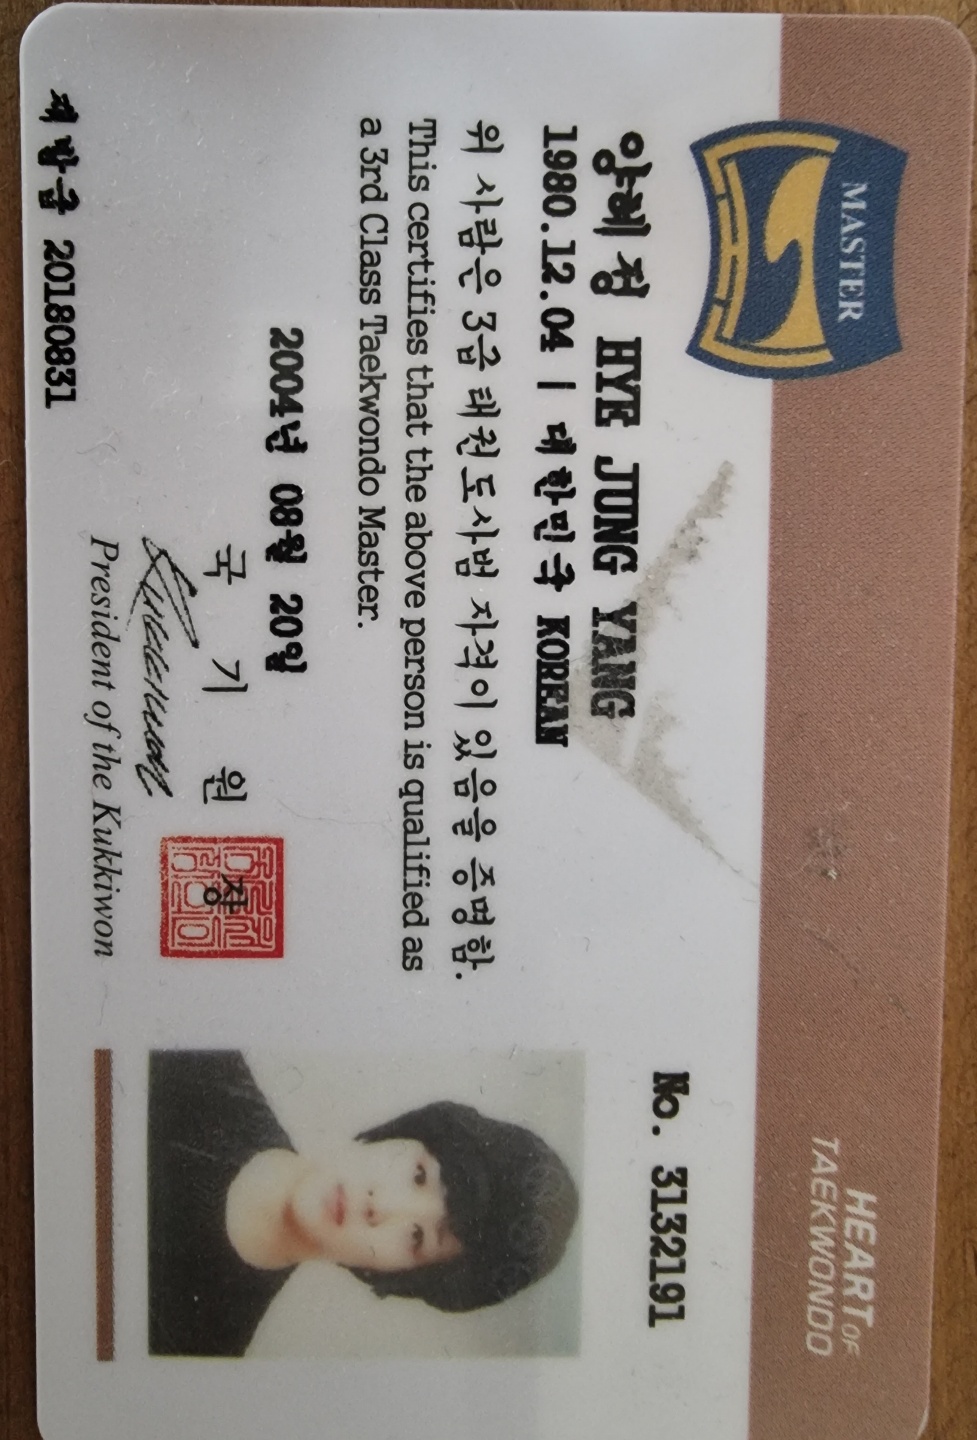 MASTER
HEART OF
TAEKWONDO
No. 3132191
양혜정 HYE JUNG YANG
1980.12.04 | 대한민국 KOREAN
위 사람은 3급 태권도사범 자격이 있음을 증명함.
This certifies that the above person is qualified as
a 3rd Class Taekwondo Master.
2004년 08월 20일
국 기 원 장
President of the Kukkiwon
재발급 20180831